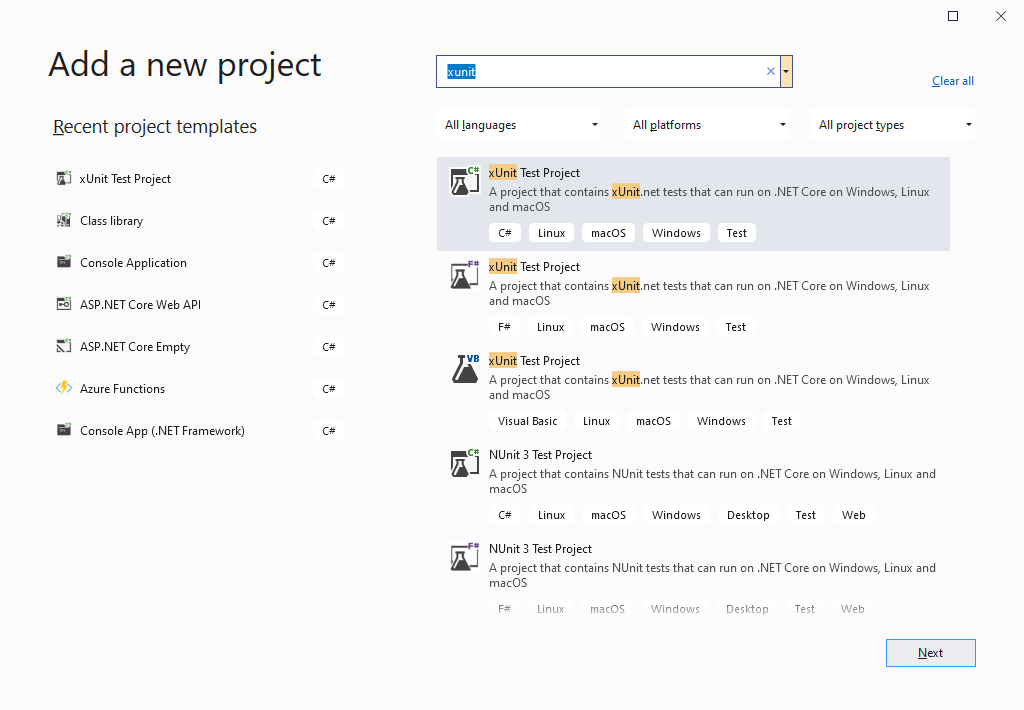 Add a new project
xunit
Clear all
Recent project templates
All languages
All platforms
All project types
xUnit Test Project
C#
Class library
C#
Console Application
C#
ASP.NET Core Web API
C#
ASP.NET Core Empty
C#
Azure Functions
C#
Console App (.NET Framework)
C#
C#
xUnit Test Project
A project that contains xUnit.net tests that can run on .NET Core on Windows, Linux
and macOS
C# Linux macOS Windows Test
F#
xUnit Test Project
A project that contains xUnit.net tests that can run on .NET Core on Windows, Linux
and macOS
F# Linux macOS Windows Test
VB
xUnit Test Project
A project that contains xUnit.net tests that can run on .NET Core on Windows, Linux
and macOS
Visual Basic Linux macOS Windows Test
C#
NUnit 3 Test Project
A project that contains NUnit tests that can run on .NET Core on Windows, Linux and
macOS
C# Linux macOS Windows Desktop Test Web
F#
NUnit 3 Test Project
A project that contains NUnit tests that can run on .NET Core on Windows, Linux and
macOS
F# Linux macOS Windows Desktop Test Web
Next